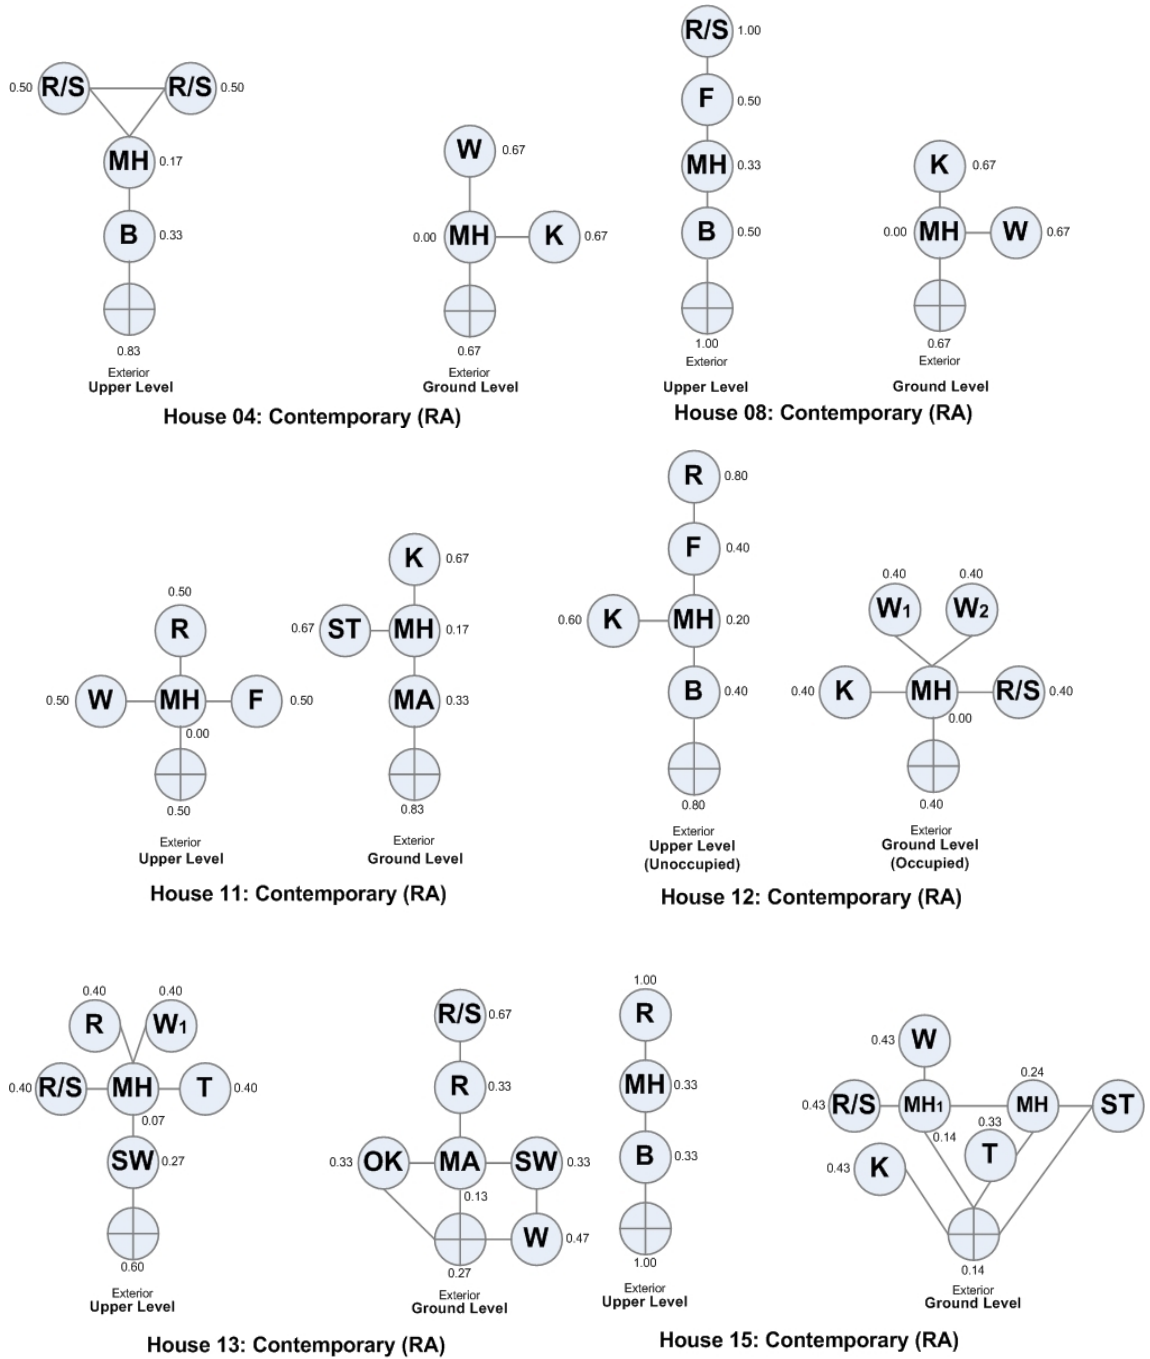 R/S 1.00
0.50 R/S R/S 0.50
F 0.50
W 0.67
MH 0.17
MH 0.33
K 0.67
B 0.33
0.00 MH K 0.67
B 0.50
0.00 MH W 0.67
0.83
0.67
1.00
0.67
Exterior
Upper Level
Exterior
Ground Level
Exterior
Upper Level
Exterior
Ground Level
House 04: Contemporary (RA)
House 08: Contemporary (RA)
R 0.80
K 0.67
F 0.40
0.50
R
0.40 0.40
W1 W2
0.67 ST MH 0.17
0.60 K MH 0.20
0.50 W MH F 0.50
0.00
MA 0.33
B 0.40
0.40 K MH R/S 0.40
0.00
0.50
0.83
0.80
0.40
Exterior
Upper Level
Exterior
Ground Level
Exterior
Upper Level
(Unoccupied)
Exterior
Ground Level
(Occupied)
House 11: Contemporary (RA)
House 12: Contemporary (RA)
0.40 0.40
R W1
0.40 R/S MH T 0.40
0.07
SW 0.27
0.60
Exterior
Upper Level
R/S 0.67
R 0.33
0.33 OK MA SW 0.33
0.13
W 0.47
0.27
Exterior
Ground Level
House 13: Contemporary (RA)
1.00
R
MH 0.33
B 0.33
1.00
Exterior
Upper Level
0.43 W
0.24
0.43 R/S MH1 MH ST
0.33
0.14
0.43 K T
0.14
Exterior
Ground Level
House 15: Contemporary (RA)